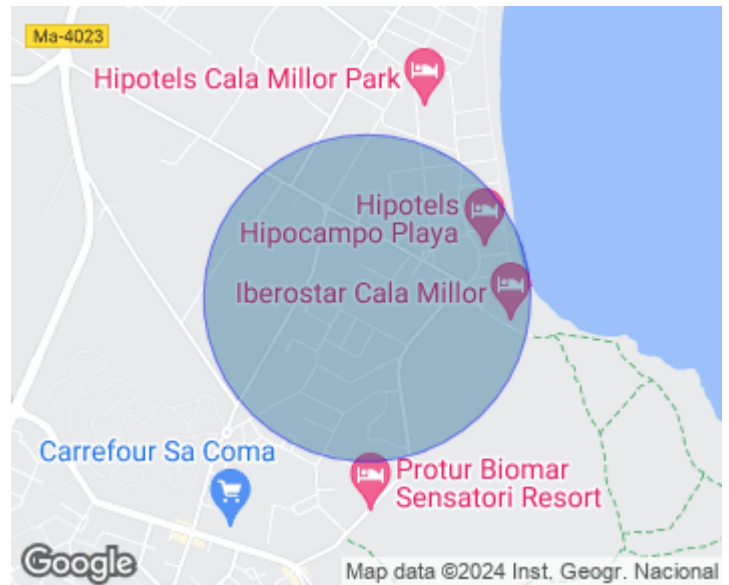 Ma-4023
Hipotels Cala Millor Park
Hipotels
Hipocampo Playa
Iberostar Cala Millor
Carrefour Sa Coma
Protur Biomar
Sensatori Resort
Google
Map data ©2024 Inst. Geogr. Nacional